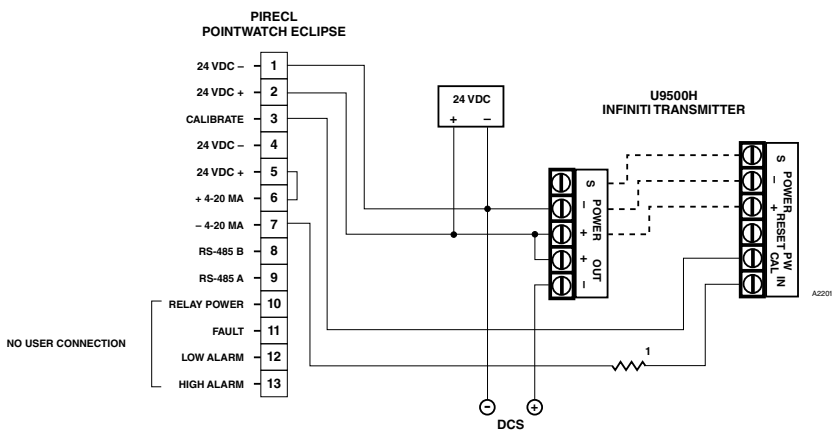 PIRECL
POINTWATCH ECLIPSE
24 VDC – 1
24 VDC + 2
CALIBRATE 3
24 VDC – 4
24 VDC + 5
+ 4-20 MA 6
– 4-20 MA 7
RS-485 B 8
RS-485 A 9
RELAY POWER 10
FAULT 11
LOW ALARM 12
HIGH ALARM 13
NO USER CONNECTION
24 VDC
+ –
S
– POWER +
+ OUT –
U9500H
INFINITI TRANSMITTER
S
– POWER +
RESET
PW
CAL IN
A2201
1
– +
DCS